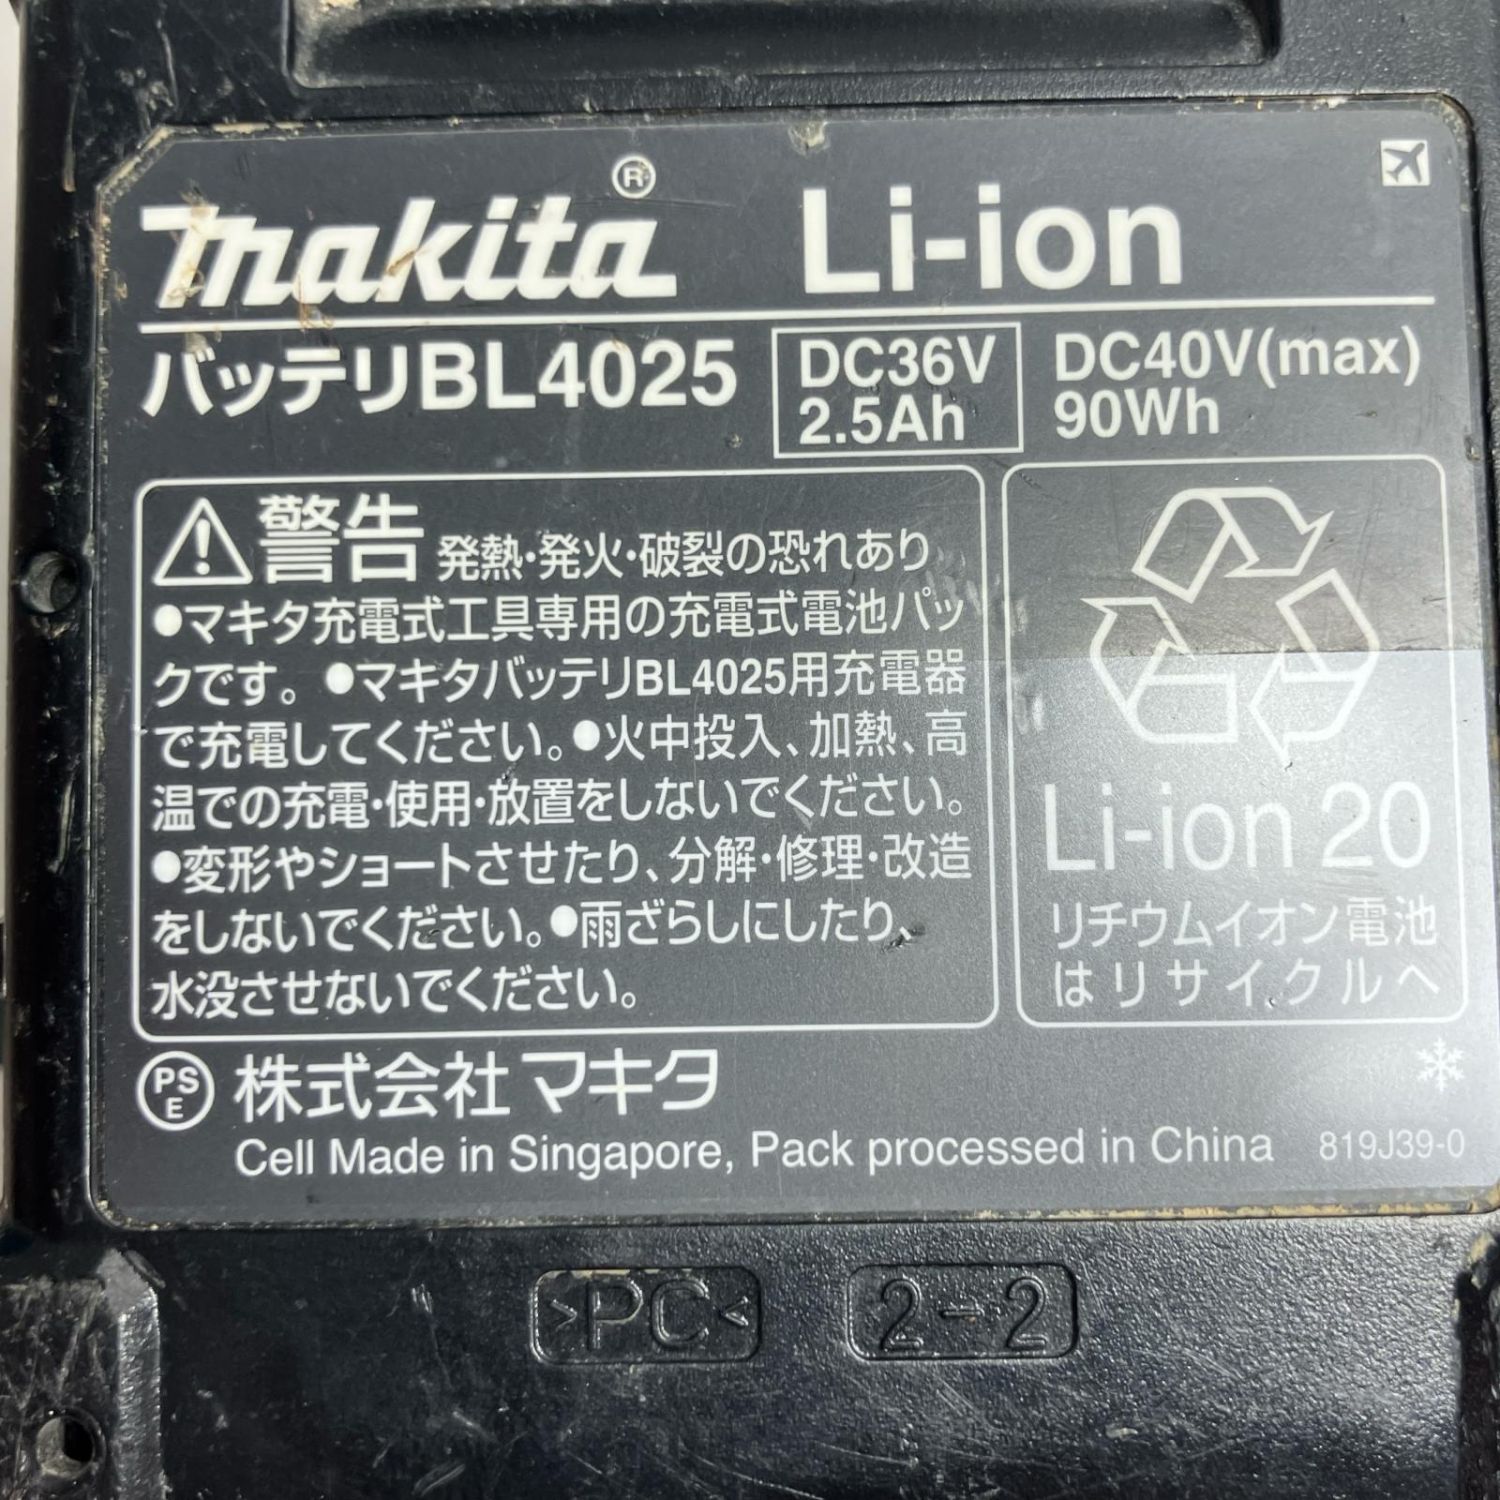 makita®
Li-ion
バッテリBL4025
DC36V
2.5Ah
DC40V(max)
90Wh
警告 発熱・発火・破裂の恐れあり
●マキタ充電式工具専用の充電式電池パッ
クです。●マキタバッテリBL4025用充電器
で充電してください。●火中投入、加熱、高
温での充電・使用・放置をしないでください。
●変形やショートさせたり、分解・修理・改造
をしないでください。●雨ざらしにしたり、
水没させないでください。
Li-ion 20
リチウムイオン電池
はリサイクルへ
PS
E
株式会社マキタ
Cell Made in Singapore, Pack processed in China
819J39-0
>PC<
2-2